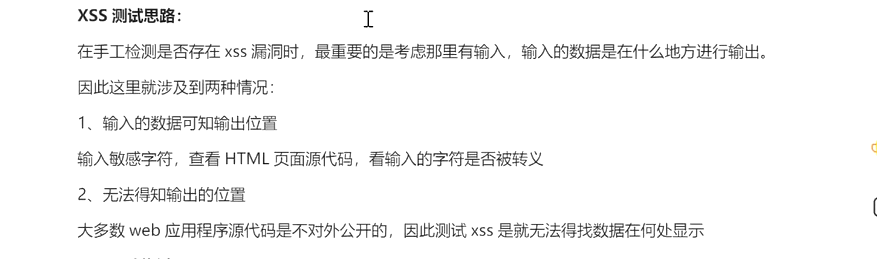 XSS 测试思路：
在手工检测是否存在 xss 漏洞时，最重要的是考虑那里有输入，输入的数据是在什么地方进行输出。
因此这里就涉及到两种情况：
1、输入的数据可知输出位置
输入敏感字符，查看 HTML 页面源代码，看输入的字符是否被转义
2、无法得知输出的位置
大多数 web 应用程序源代码是不对外公开的，因此测试 xss 是就无法得找数据在何处显示